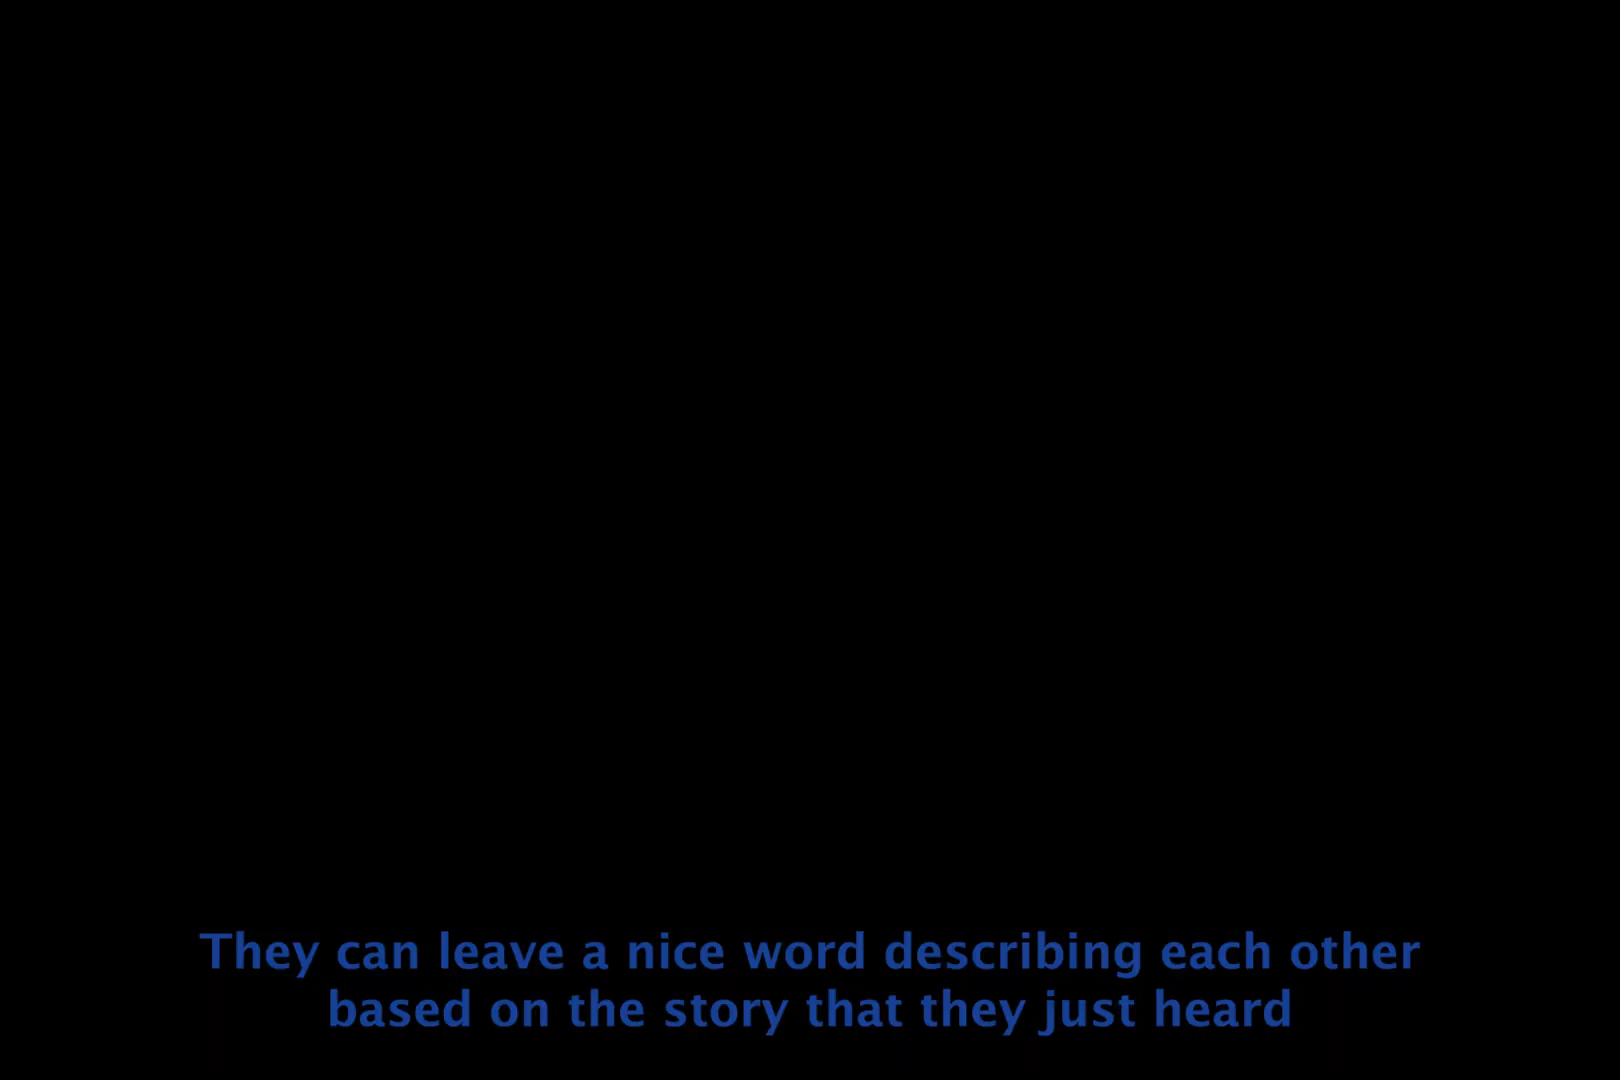 They can leave a nice word describing each other
based on the story that they just heard